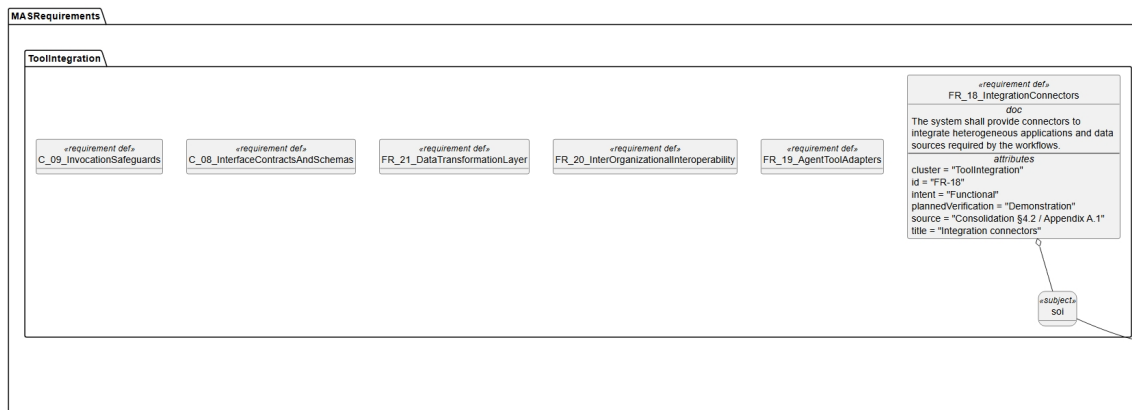 MASRequirements
ToolIntegration
«requirement def»
C_09_InvocationSafeguards
«requirement def»
C_08_InterfaceContractsAndSchemas
«requirement def»
FR_21_DataTransformationLayer
«requirement def»
FR_20_InterOrganizationalInteroperability
«requirement def»
FR_19_AgentToolAdapters
«requirement def»
FR_18_IntegrationConnectors
doc
The system shall provide connectors to
integrate heterogeneous applications and data
sources required by the workflows.
attributes
cluster = "ToolIntegration"
id = "FR-18"
intent = "Functional"
plannedVerification = "Demonstration"
source = "Consolidation §4.2 / Appendix A.1"
title = "Integration connectors"
«subject»
soi